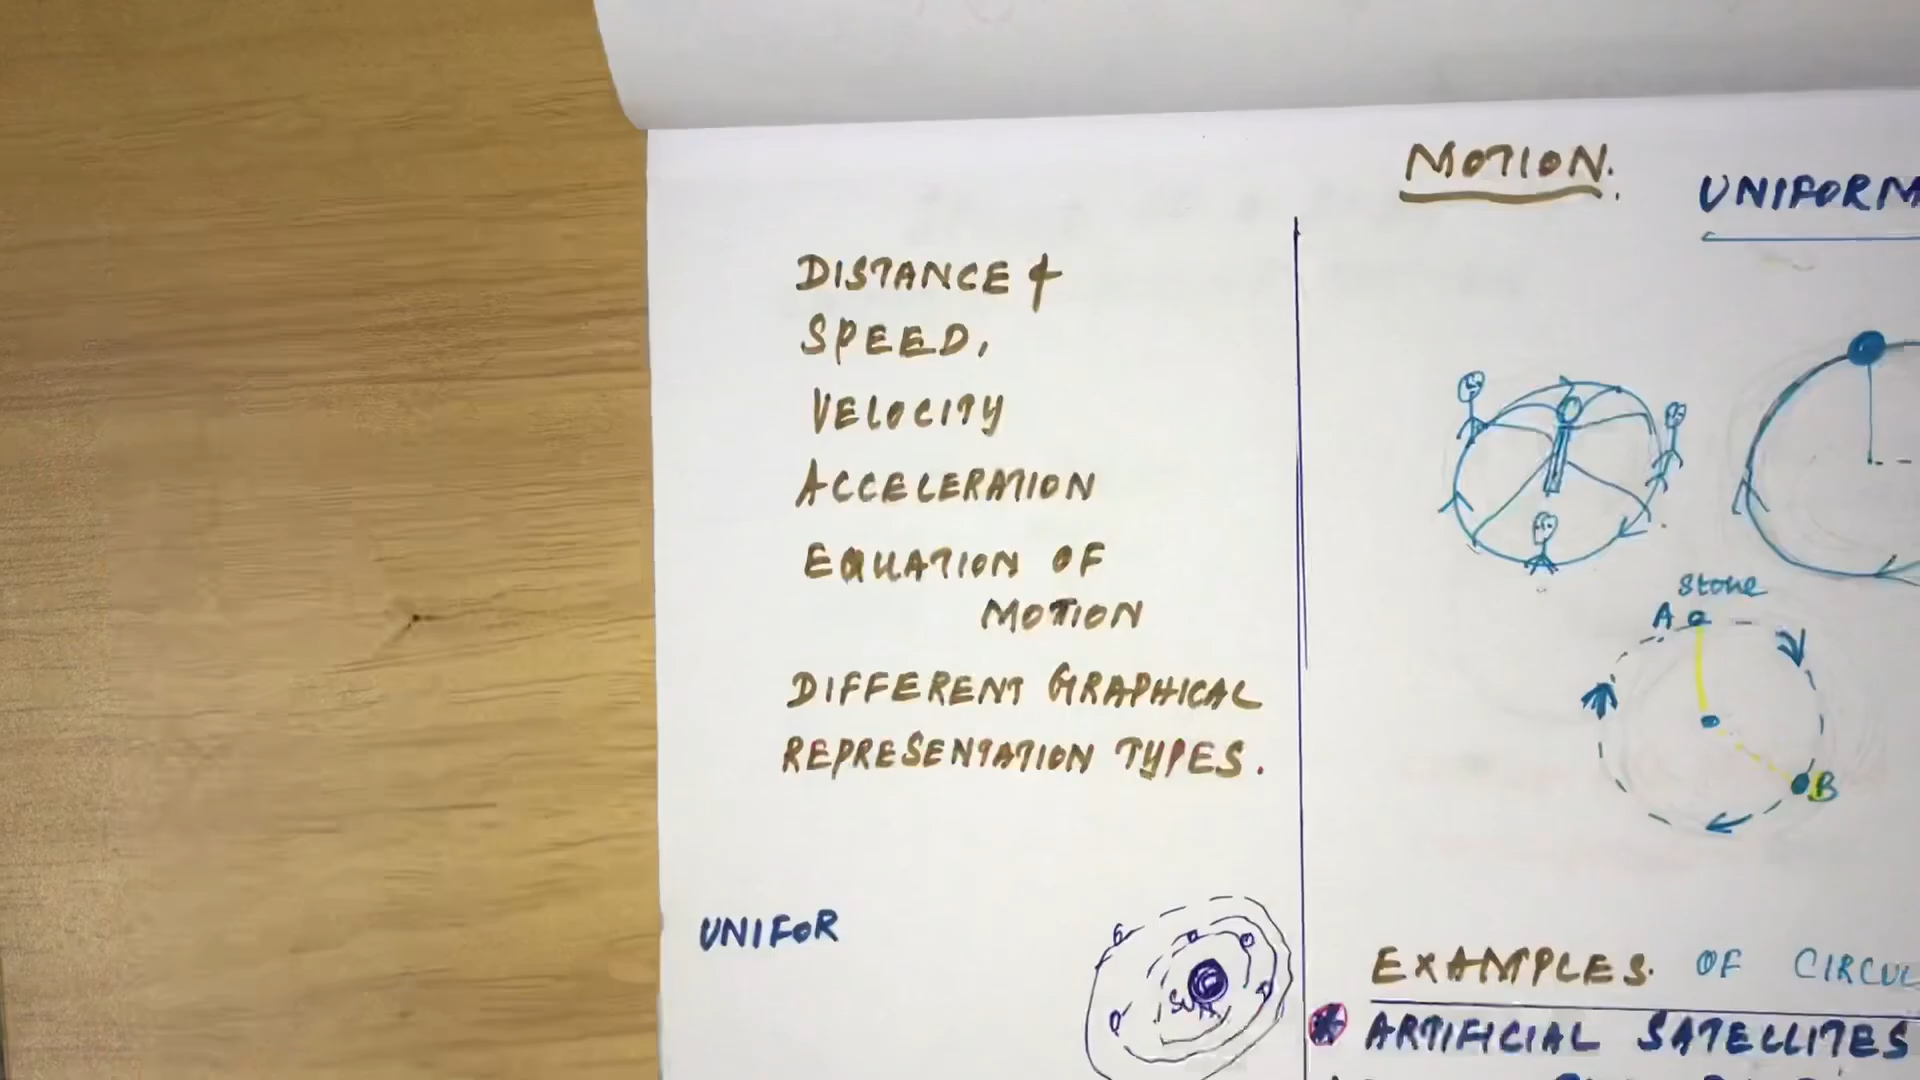 MOTION.
UNIFORM
DISTANCE &
SPEED,
VELOCITY
ACCELERATION
EQUATION OF
MOTION
DIFFERENT GRAPHICAL
REPRESENTATION TYPES.
Stone
A
B
UNIFOR
SUN
EXAMPLES. OF CIRCUL
ARTIFICIAL SATELLITES